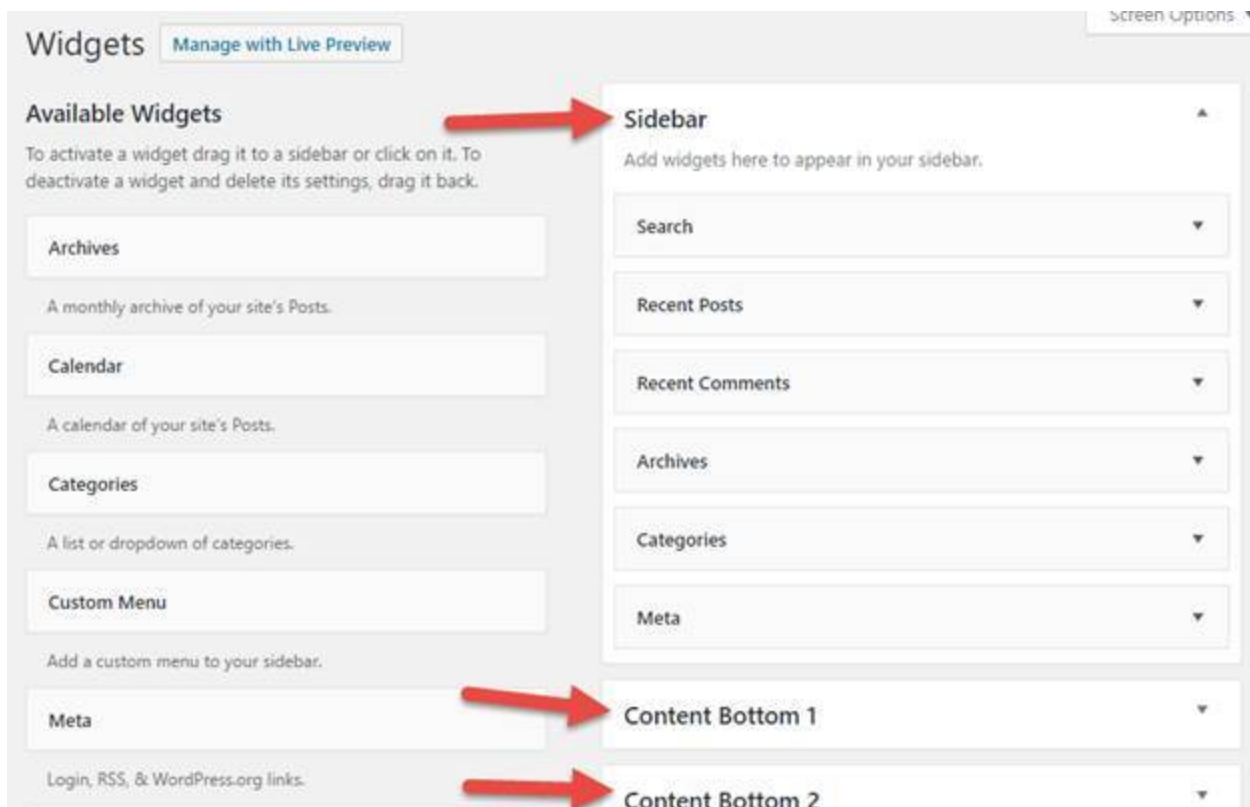 Screen Options
Widgets
Manage with Live Preview
Available Widgets
To activate a widget drag it to a sidebar or click on it. To
deactivate a widget and delete its settings, drag it back.
Archives
A monthly archive of your site's Posts.
Calendar
A calendar of your site's Posts.
Categories
A list or dropdown of categories.
Custom Menu
Add a custom menu to your sidebar.
Meta
Login, RSS, & WordPress.org links.
Sidebar
Add widgets here to appear in your sidebar.
Search
Recent Posts
Recent Comments
Archives
Categories
Meta
Content Bottom 1
Content Bottom 2